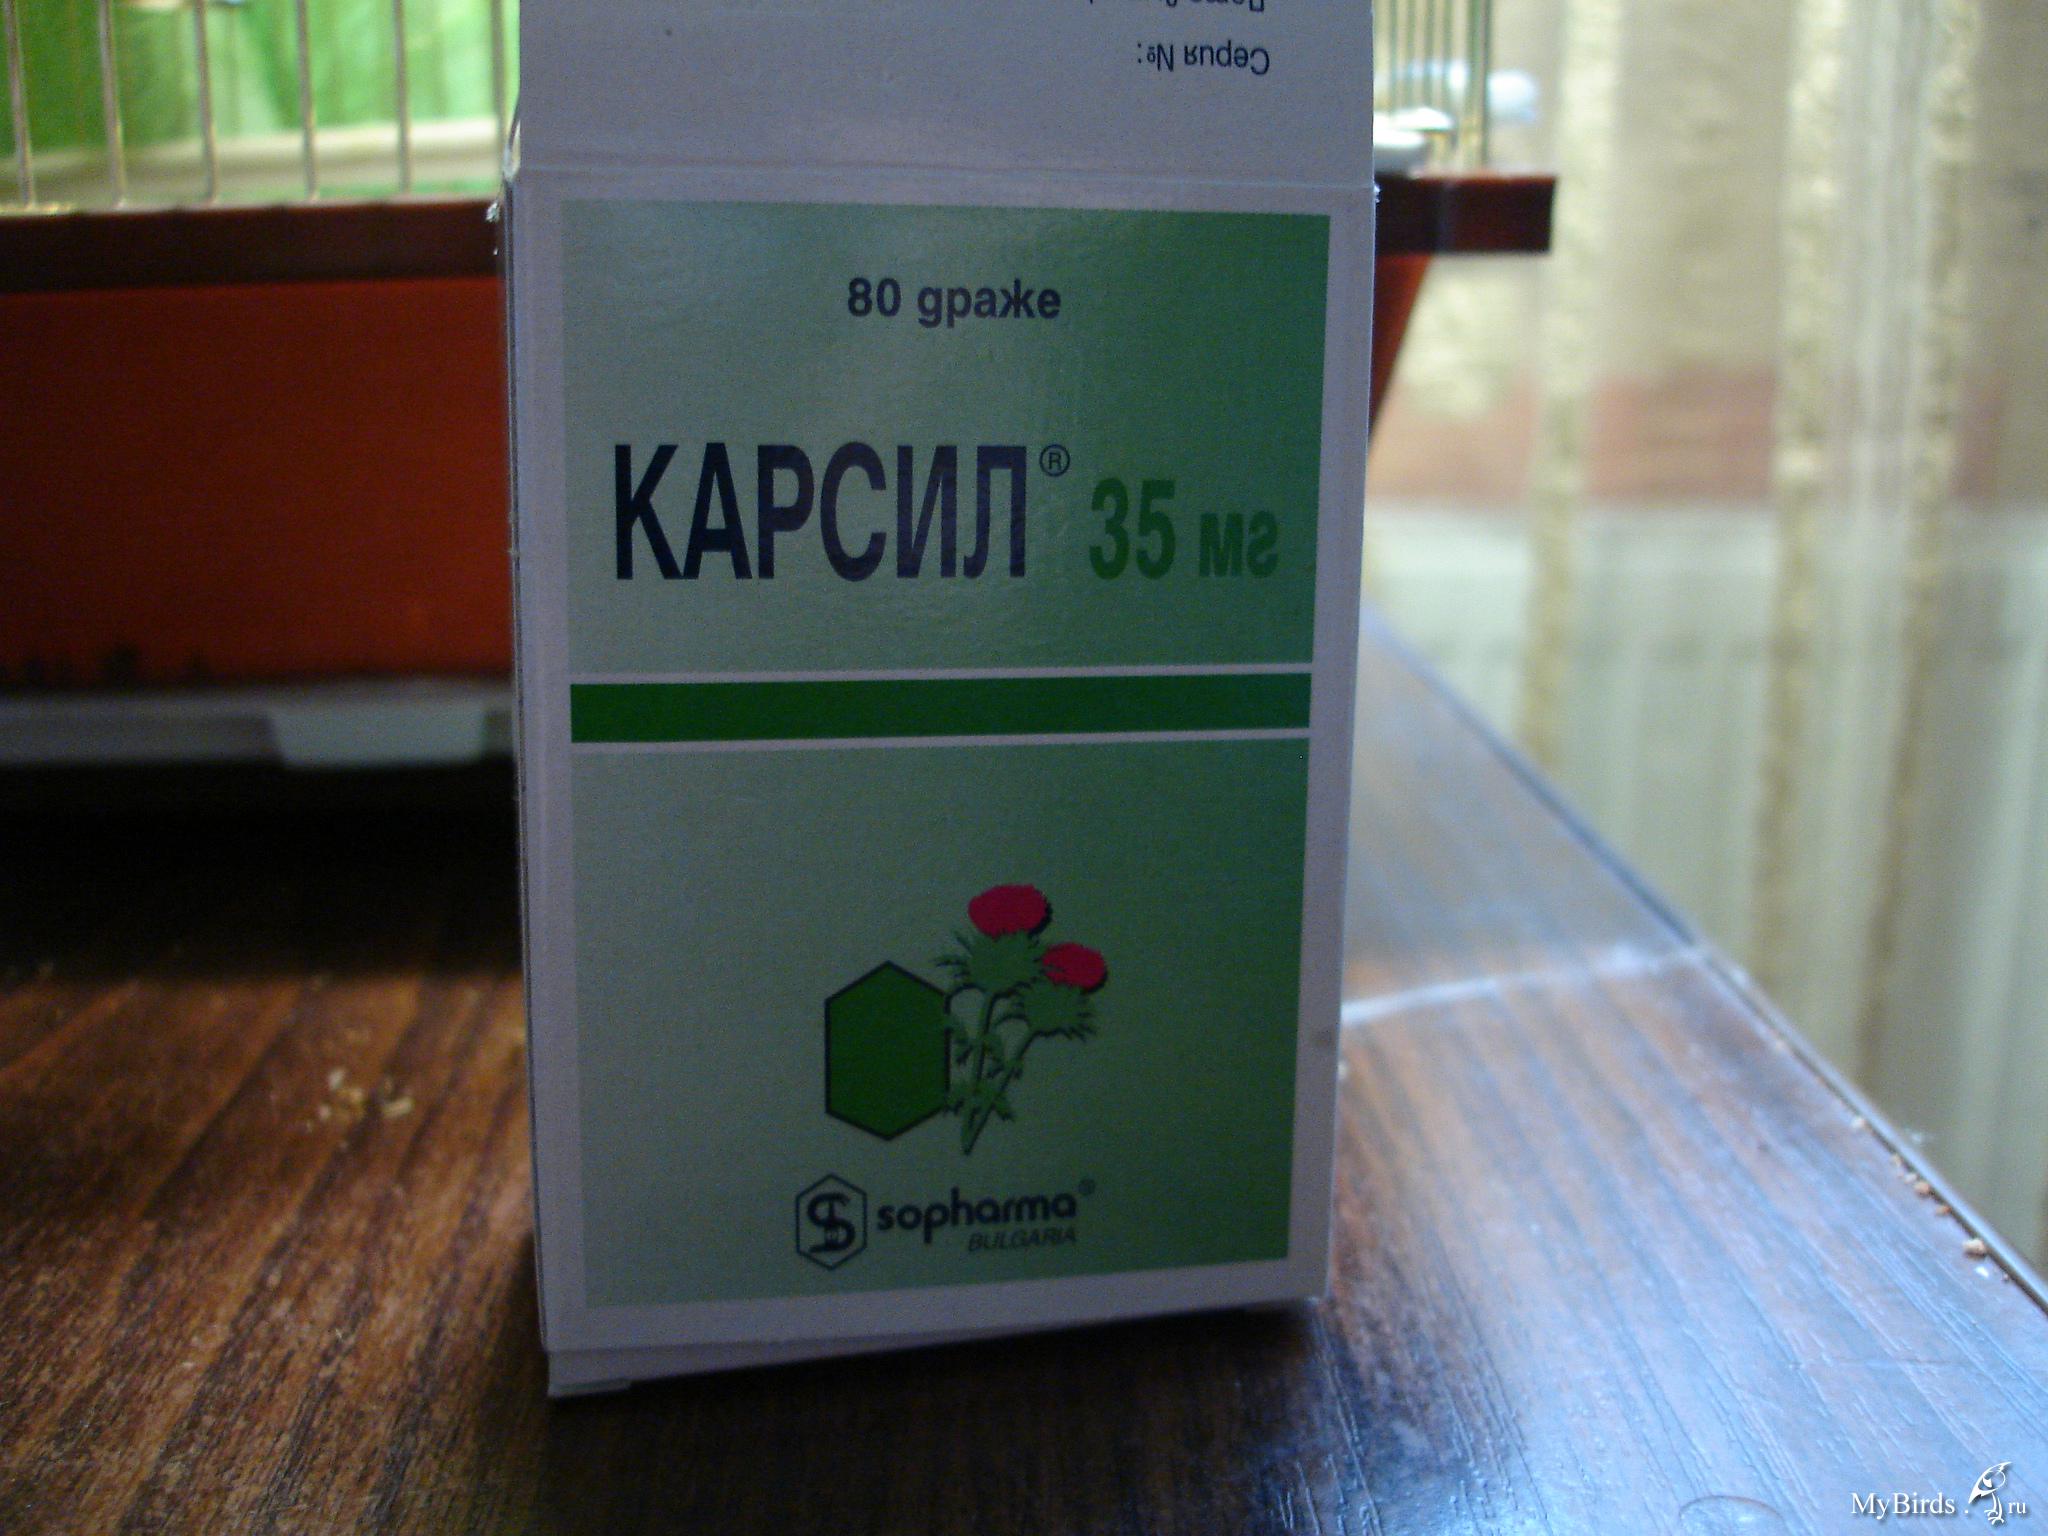 Серия №:
80 драже
КАРСИЛ® 35 мг
sopharma®
BULGARIA
MyBirds.ru